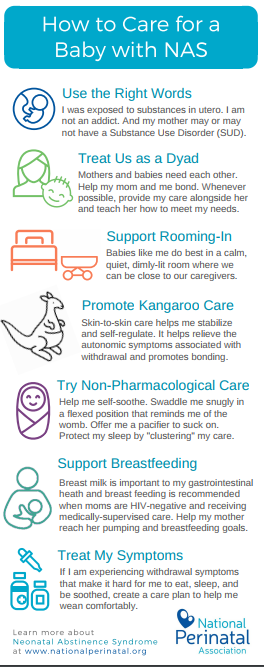 How to Care for a
Baby with NAS
Use the Right Words
I was exposed to substances in utero. I am
not an addict. And my mother may or may
not have a Substance Use Disorder (SUD).
Treat Us as a Dyad
Mothers and babies need each other.
Help my mom and me bond. Whenever
possible, provide my care alongside her
and teach her how to meet my needs.
Support Rooming-In
Babies like me do best in a calm,
quiet, dimly-lit room where we
can be close to our caregivers.
Promote Kangaroo Care
Skin-to-skin care helps me stabilize
and self-regulate. It helps relieve the
autonomic symptoms associated with
withdrawal and promotes bonding.
Try Non-Pharmacological Care
Help me self-soothe. Swaddle me snugly in
a flexed position that reminds me of the
womb. Offer me a pacifier to suck on.
Protect my sleep by "clustering" my care.
Support Breastfeeding
Breast milk is important to my gastrointestinal
heath and breast feeding is recommended
when moms are HIV-negative and receiving
medically-supervised care. Help my mother
reach her pumping and breastfeeding goals.
Treat My Symptoms
If I am experiencing withdrawal symptoms
that make it hard for me to eat, sleep, and
be soothed, create a care plan to help me
wean comfortably.
Learn more about
Neonatal Abstinence Syndrome
at www.nationalperinatal.org
National
Perinatal
Association